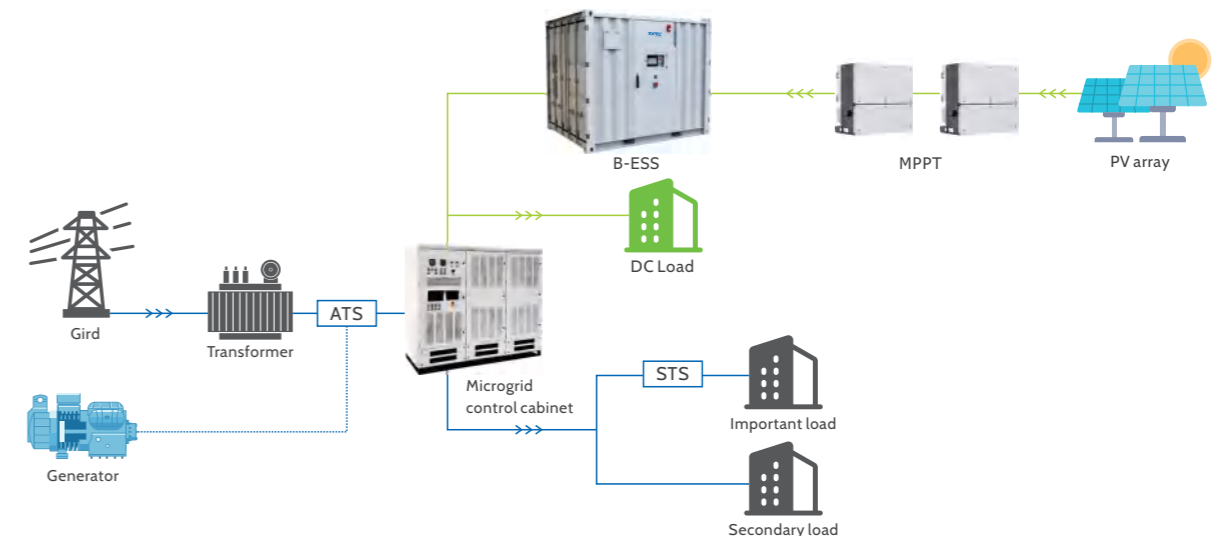 B-ESS
MPPT
PV array
DC Load
Gird
Transformer
ATS
Microgrid
control cabinet
STS
Important load
Generator
Secondary load